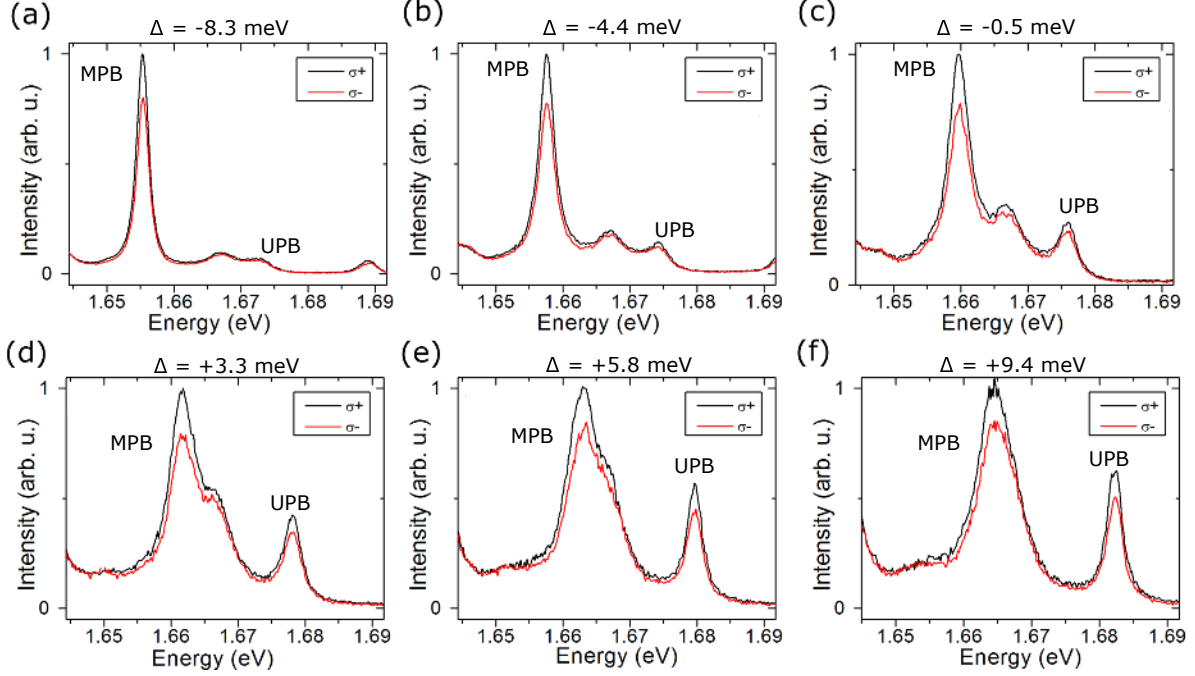 (a)
Δ = -8.3 meV
MPB
σ+
σ-
UPB
Intensity (arb. u.)
1
0
1.65 1.66 1.67 1.68 1.69
Energy (eV)
(b)
Δ = -4.4 meV
MPB
σ+
σ-
UPB
Intensity (arb. u.)
1
0
1.65 1.66 1.67 1.68 1.69
Energy (eV)
(c)
Δ = -0.5 meV
MPB
σ+
σ-
UPB
Intensity (arb. u.)
1
0
1.65 1.66 1.67 1.68 1.69
Energy (eV)
(d)
Δ = +3.3 meV
MPB
σ+
σ-
UPB
Intensity (arb. u.)
1
0
1.65 1.66 1.67 1.68 1.69
Energy (eV)
(e)
Δ = +5.8 meV
MPB
σ+
σ-
UPB
Intensity (arb. u.)
1
0
1.65 1.66 1.67 1.68 1.69
Energy (eV)
(f)
Δ = +9.4 meV
MPB
σ+
σ-
UPB
Intensity (arb. u.)
1
0
1.65 1.66 1.67 1.68 1.69
Energy (eV)